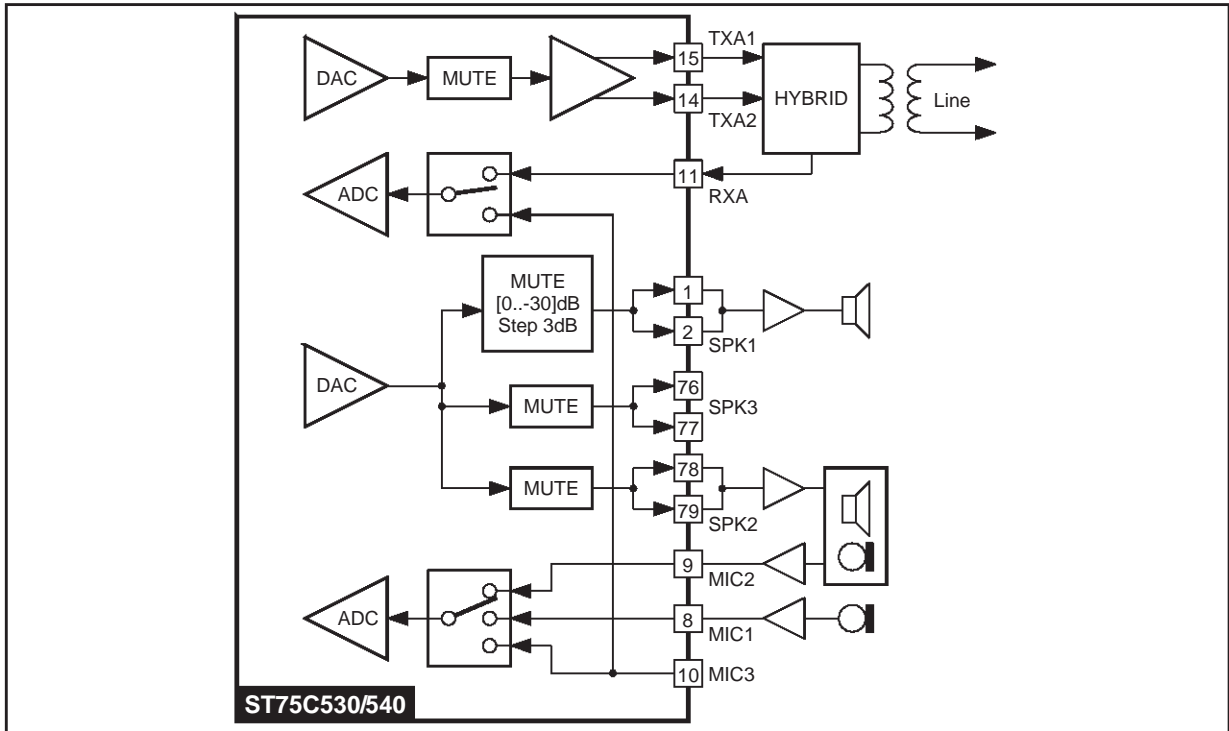 DAC
MUTE
15
TXA1
14
TXA2
HYBRID
Line
ADC
11
RXA
MUTE
[0..-30]dB
Step 3dB
1
2
SPK1
DAC
MUTE
76
SPK3
77
MUTE
78
79
SPK2
ADC
9
MIC2
8
MIC1
10
MIC3
ST75C530/540